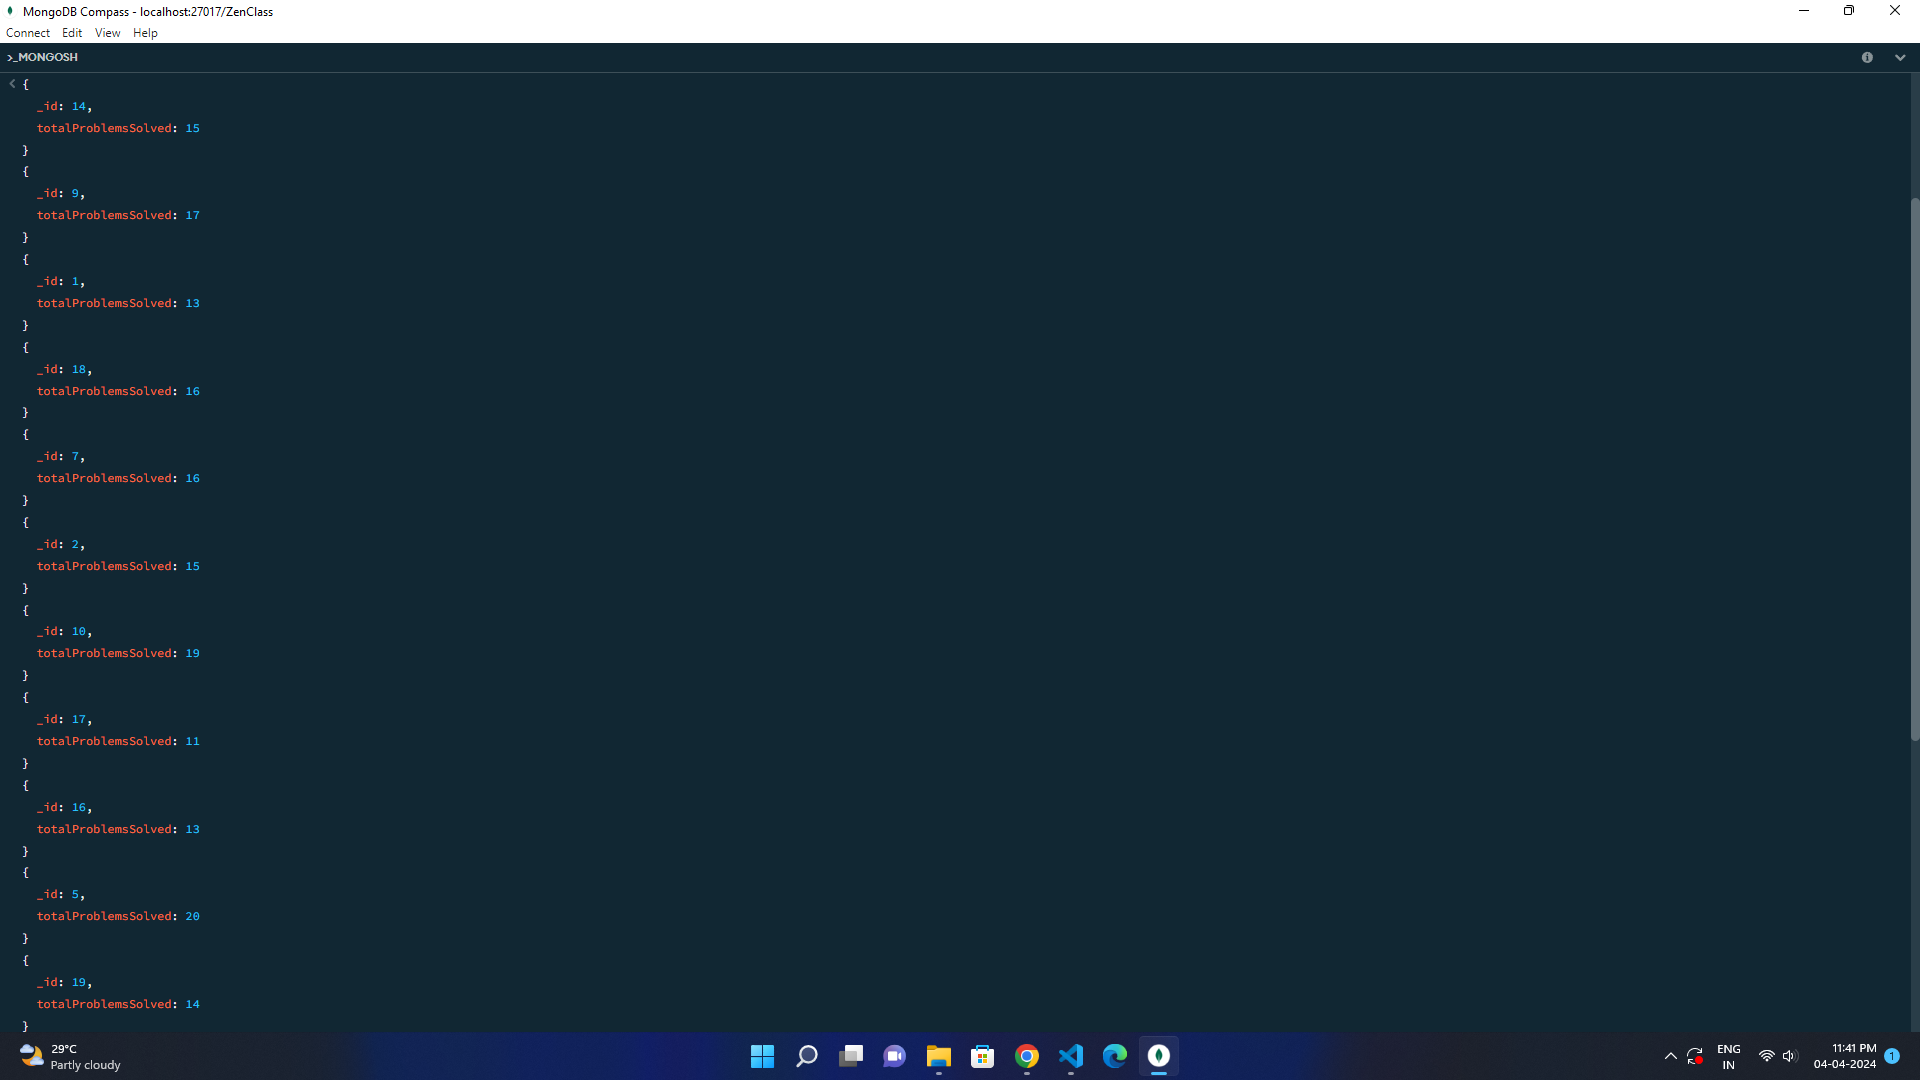 MongoDB Compass - localhost:27017/ZenClass
Connect Edit View Help
>_MONGOSH
{
_id: 14,
totalProblemsSolved: 15
}
{
_id: 9,
totalProblemsSolved: 17
}
{
_id: 1,
totalProblemsSolved: 13
}
{
_id: 18,
totalProblemsSolved: 16
}
{
_id: 7,
totalProblemsSolved: 16
}
{
_id: 2,
totalProblemsSolved: 15
}
{
_id: 10,
totalProblemsSolved: 19
}
{
_id: 17,
totalProblemsSolved: 11
}
{
_id: 16,
totalProblemsSolved: 13
}
{
_id: 5,
totalProblemsSolved: 20
}
{
_id: 19,
totalProblemsSolved: 14
}
29°C
Partly cloudy
ENG
IN
11:41 PM
04-04-2024
1